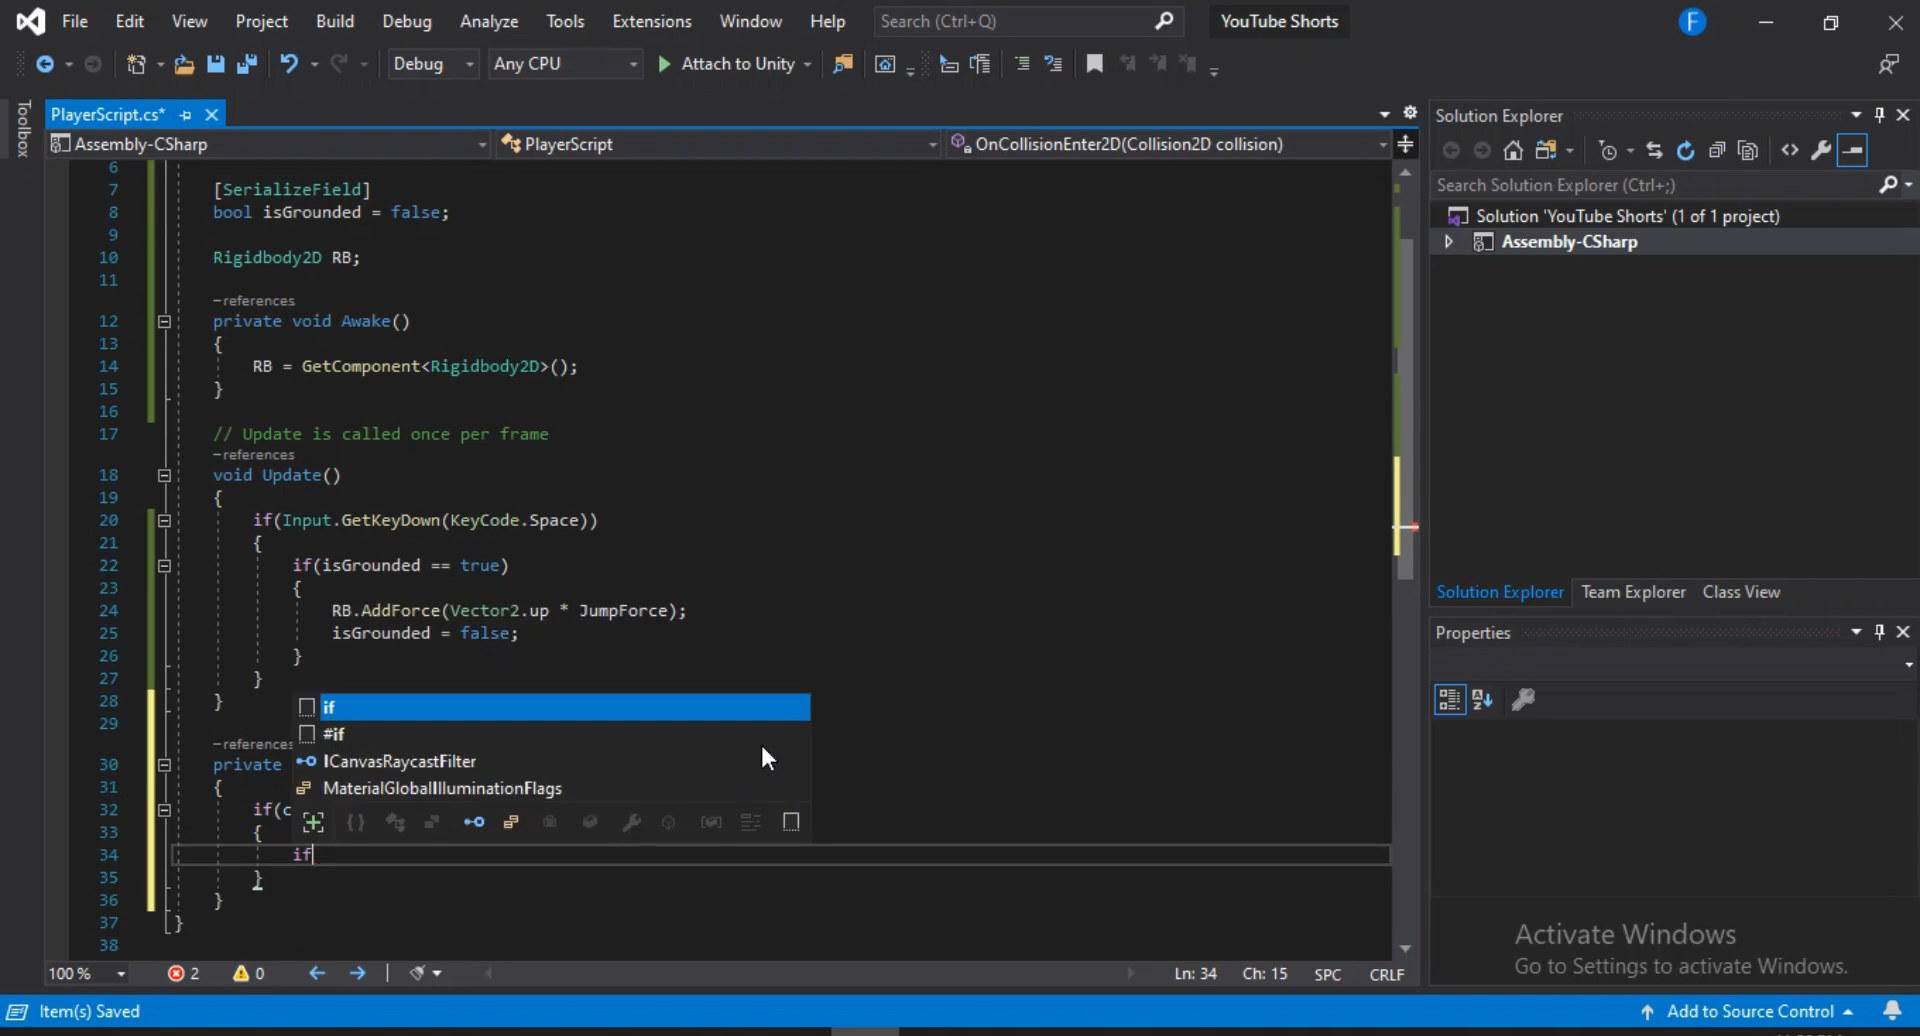 File Edit View Project Build Debug Analyze Tools Extensions Window Help Search (Ctrl+Q) YouTube Shorts F
Debug Any CPU Attach to Unity
Toolbox
PlayerScript.cs*
Assembly-CSharp PlayerScript OnCollisionEnter2D(Collision2D collision)
6
7 [SerializeField]
8 bool isGrounded = false;
9
10 Rigidbody2D RB;
11
-references
12 private void Awake()
13 {
14 RB = GetComponent<Rigidbody2D>();
15 }
16
17 // Update is called once per frame
-references
18 void Update()
19 {
20 if(Input.GetKeyDown(KeyCode.Space))
21 {
22 if(isGrounded == true)
23 {
24 RB.AddForce(Vector2.up * JumpForce);
25 isGrounded = false;
26 }
27 }
28 }
29
-references
30 private
31 {
32 if(c
33 {
34 if
35 }
36 }
37 }
38
if
#if
ICanvasRaycastFilter
MaterialGlobalIlluminationFlags
100 % 2 0 Ln: 34 Ch: 15 SPC CRLF
Solution Explorer
Search Solution Explorer (Ctrl+;)
Solution 'YouTube Shorts' (1 of 1 project)
Assembly-CSharp
Solution Explorer Team Explorer Class View
Properties
Activate Windows
Go to Settings to activate Windows.
Item(s) Saved Add to Source Control